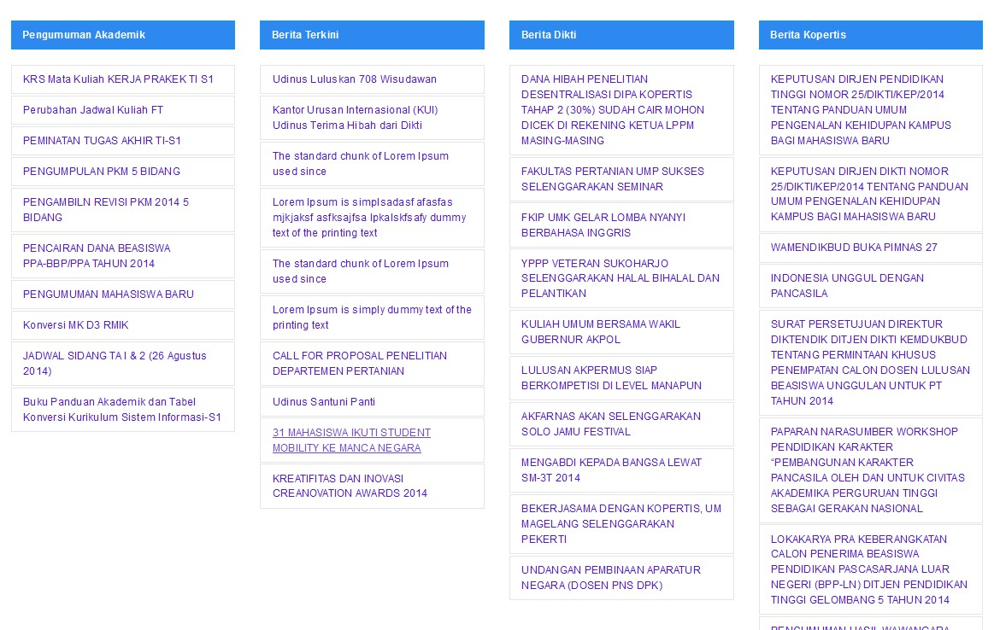 Pengumuman Akademik
KRS Mata Kuliah KERJA PRAKEK TI S1
Perubahan Jadwal Kuliah FT
PEMINATAN TUGAS AKHIR TI-S1
PENGUMPULAN PKM 5 BIDANG
PENGAMBILN REVISI PKM 2014 5
BIDANG
PENCAIRAN DANA BEASISWA
PPA-BBP/PPA TAHUN 2014
PENGUMUMAN MAHASISWA BARU
Konversi MK D3 RMIK
JADWAL SIDANG TA I & 2 (26 Agustus
2014)
Buku Panduan Akademik dan Tabel
Konversi Kurikulum Sistem Informasi-S1
Berita Terkini
Udinus Luluskan 708 Wisudawan
Kantor Urusan Internasional (KUI)
Udinus Terima Hibah dari Dikti
The standard chunk of Lorem Ipsum
used since
Lorem Ipsum is simplsadasf afasfas
mjkjaksf asfksajfsa lpkalskfsafy dummy
text of the printing text
The standard chunk of Lorem Ipsum
used since
Lorem Ipsum is simply dummy text of the
printing text
CALL FOR PROPOSAL PENELITIAN
DEPARTEMEN PERTANIAN
Udinus Santuni Panti
31 MAHASISWA IKUTI STUDENT
MOBILITY KE MANCA NEGARA
KREATIFITAS DAN INOVASI
CREANOVATION AWARDS 2014
Berita Dikti
DANA HIBAH PENELITIAN
DESENTRALISASI DIPA KOPERTIS
TAHAP 2 (30%) SUDAH CAIR MOHON
DICEK DI REKENING KETUA LPPM
MASING-MASING
FAKULTAS PERTANIAN UMP SUKSES
SELENGGARAKAN SEMINAR
FKIP UMK GELAR LOMBA NYANYI
BERBAHASA INGGRIS
YPPP VETERAN SUKOHARJO
SELENGGARAKAN HALAL BIHALAL DAN
PELANTIKAN
KULIAH UMUM BERSAMA WAKIL
GUBERNUR AKPOL
LULUSAN AKPERMUS SIAP
BERKOMPETISI DI LEVEL MANAPUN
AKFARNAS AKAN SELENGGARAKAN
SOLO JAMU FESTIVAL
MENGABDI KEPADA BANGSA LEWAT
SM-3T 2014
BEKERJASAMA DENGAN KOPERTIS, UM
MAGELANG SELENGGARAKAN
PEKERTI
UNDANGAN PEMBINAAN APARATUR
NEGARA (DOSEN PNS DPK)
Berita Kopertis
KEPUTUSAN DIRJEN PENDIDIKAN
TINGGI NOMOR 25/DIKTI/KEP/2014
TENTANG PANDUAN UMUM
PENGENALAN KEHIDUPAN KAMPUS
BAGI MAHASISWA BARU
KEPUTUSAN DIRJEN DIKTI NOMOR
25/DIKTI/KEP/2014 TENTANG PANDUAN
UMUM PENGENALAN KEHIDUPAN
KAMPUS BAGI MAHASISWA BARU
WAMENDIKBUD BUKA PIMNAS 27
INDONESIA UNGGUL DENGAN
PANCASILA
SURAT PERSETUJUAN DIREKTUR
DIKTENDIK DITJEN DIKTI KEMDUKBUD
TENTANG PERMINTAAN KHUSUS
PENEMPATAN CALON DOSEN LULUSAN
BEASISWA UNGGULAN UNTUK PT
TAHUN 2014
PAPARAN NARASUMBER WORKSHOP
PENDIDIKAN KARAKTER
“PEMBANGUNAN KARAKTER
PANCASILA OLEH DAN UNTUK CIVITAS
AKADEMIKA PERGURUAN TINGGI
SEBAGAI GERAKAN NASIONAL
LOKAKARYA PRA KEBERANGKATAN
CALON PENERIMA BEASISWA
PENDIDIKAN PASCASARJANA LUAR
NEGERI (BPP-LN) DITJEN PENDIDIKAN
TINGGI GELOMBANG 5 TAHUN 2014
PENGUMUMAN HASIL WAWANCARA